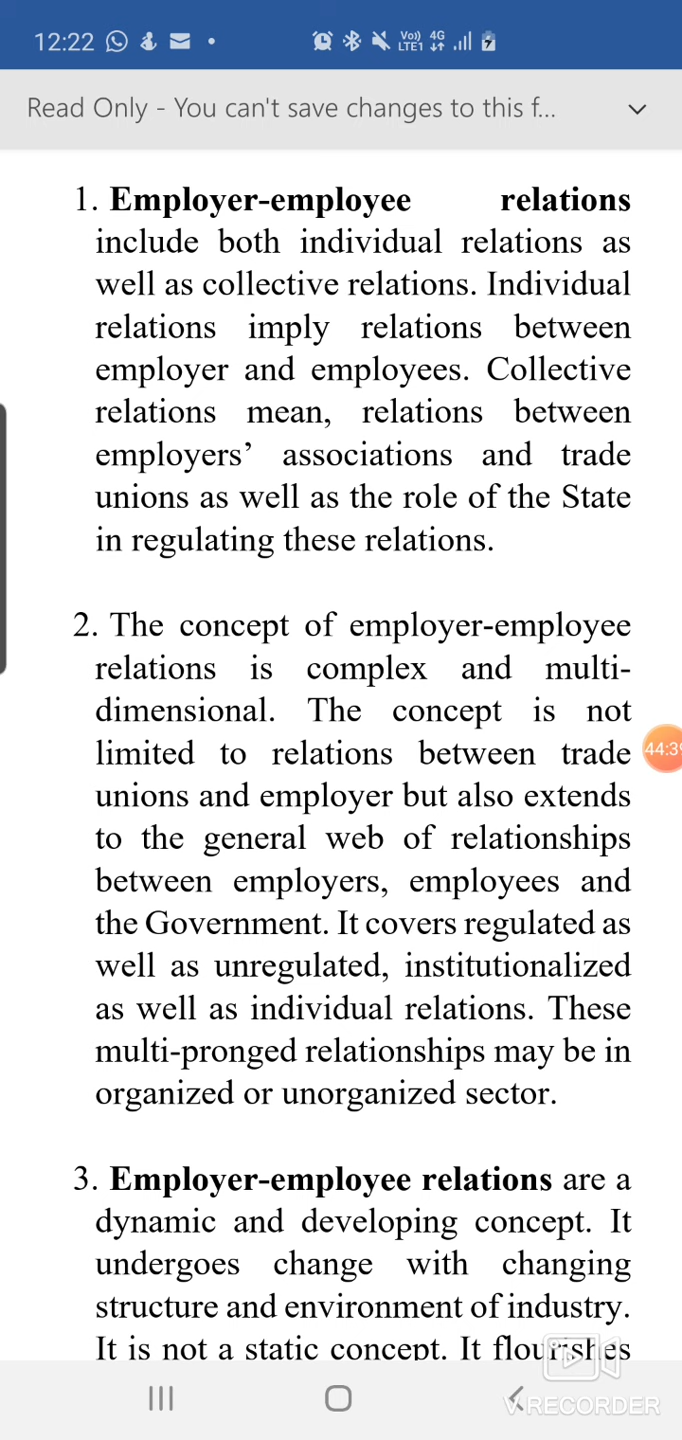 12:22
Vo)) 4G
LTE1
Read Only - You can't save changes to this f...
1. Employer-employee relations
include both individual relations as
well as collective relations. Individual
relations imply relations between
employer and employees. Collective
relations mean, relations between
employers’ associations and trade
unions as well as the role of the State
in regulating these relations.
2. The concept of employer-employee
relations is complex and multi-
dimensional. The concept is not
limited to relations between trade
unions and employer but also extends
to the general web of relationships
between employers, employees and
the Government. It covers regulated as
well as unregulated, institutionalized
as well as individual relations. These
multi-pronged relationships may be in
organized or unorganized sector.
44:39
3. Employer-employee relations are a
dynamic and developing concept. It
undergoes change with changing
structure and environment of industry.
It is not a static concept. It flourishes
V RECORDER